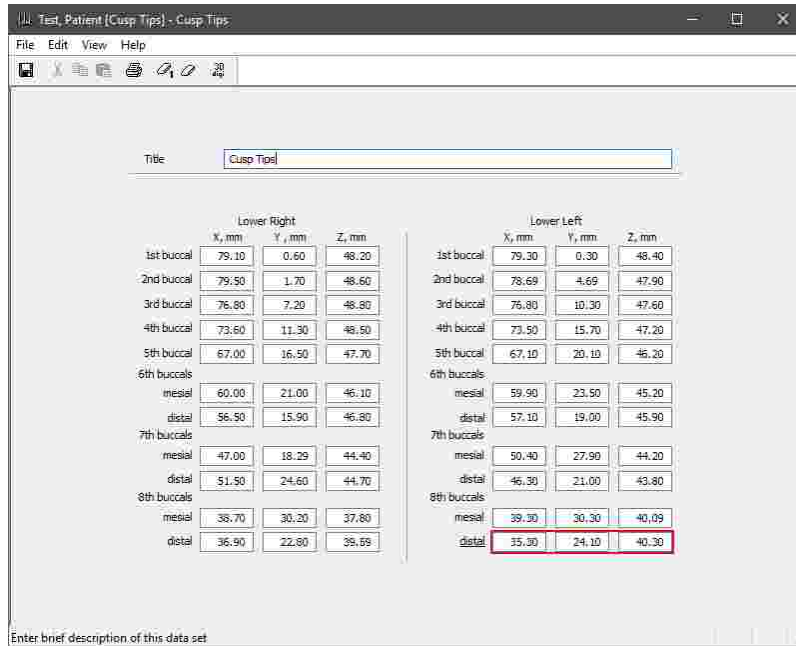 Test, Patient [Cusp Tips] - Cusp Tips
File Edit View Help
Title Cusp Tips
Lower Right Lower Left
X, mm Y , mm Z, mm X, mm Y, mm Z, mm
1st buccal 79.10 0.60 48.20 1st buccal 79.30 0.30 48.40
2nd buccal 79.50 1.70 48.60 2nd buccal 78.69 4.69 47.90
3rd buccal 76.80 7.20 48.80 3rd buccal 76.80 10.30 47.60
4th buccal 73.60 11.30 48.50 4th buccal 73.50 15.70 47.20
5th buccal 67.00 16.50 47.70 5th buccal 67.10 20.10 46.20
6th buccals 6th buccals
mesial 60.00 21.00 46.10 mesial 59.90 23.50 45.20
distal 56.50 15.90 46.80 distal 57.10 19.00 45.90
7th buccals 7th buccals
mesial 47.00 18.29 44.40 mesial 50.40 27.90 44.20
distal 51.50 24.60 44.70 distal 46.30 21.00 43.80
8th buccals 8th buccals
mesial 38.70 30.20 37.80 mesial 39.30 30.30 40.09
distal 36.90 22.80 39.59 distal 35.30 24.10 40.30
Enter brief description of this data set